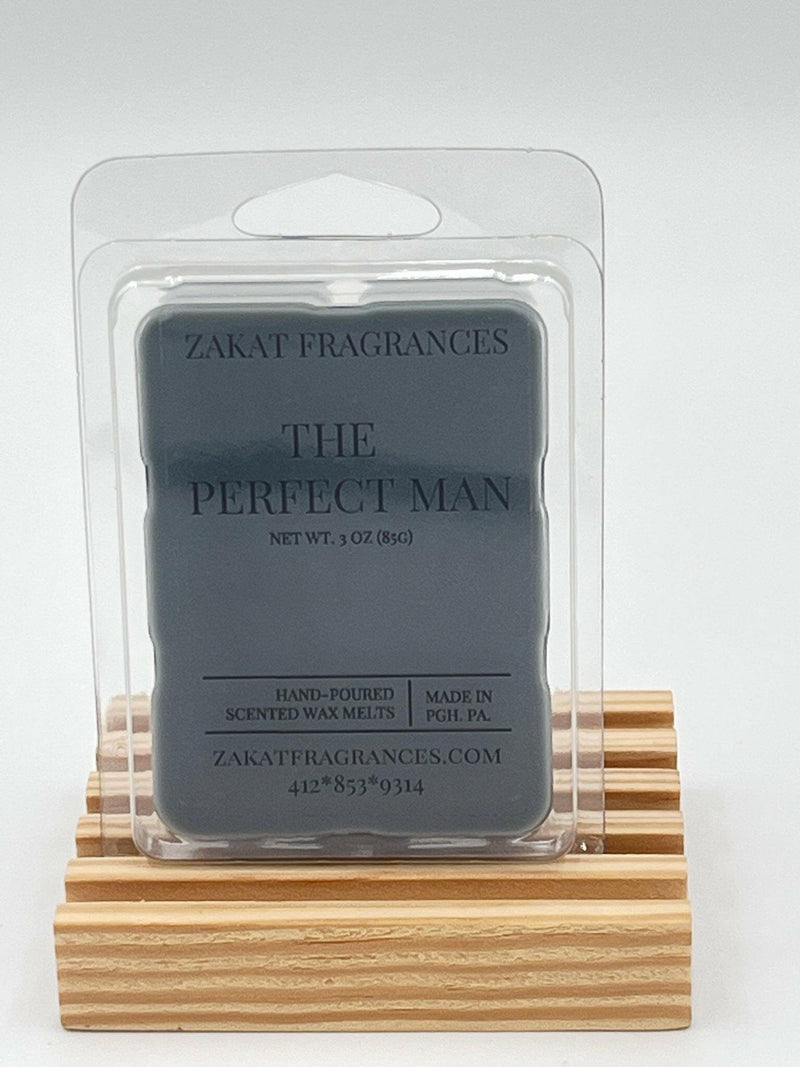 ZAKAT FRAGRANCES
THE
PERFECT MAN
NET WT. 3 OZ (85G)
HAND-POURED
SCENTED WAX MELTS
MADE IN
PGH. PA.
ZAKATFRAGRANCES.COM
412*853*9314